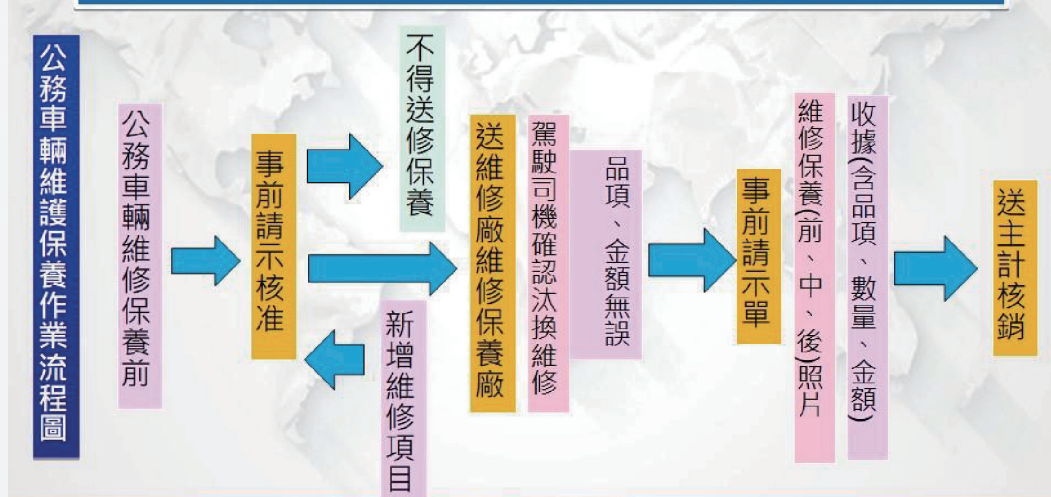 公務車輛維護保養作業流程圖
公務車輛維修保養前
事前請示核准
不得送修保養
新增維修項目
送維修廠維修保養廠
駕駛司機確認汰換維修
品項、金額無誤
事前請示單
維修保養(前、中、後)照片
收據(含品項、數量、金額)
送主計核銷